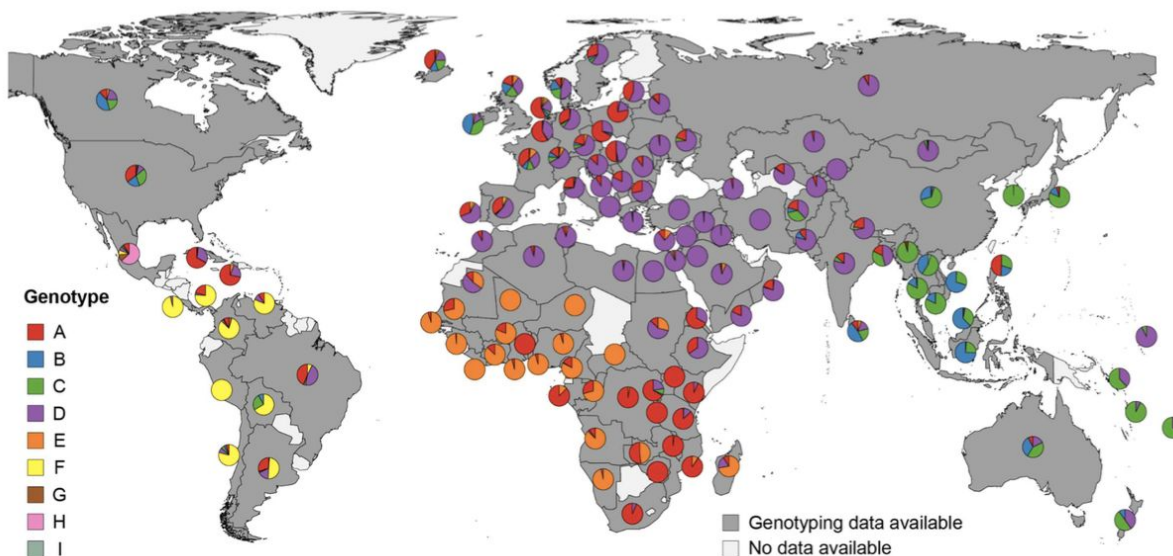 Genotype
A
B
C
D
E
F
G
H
I
Genotyping data available
No data available